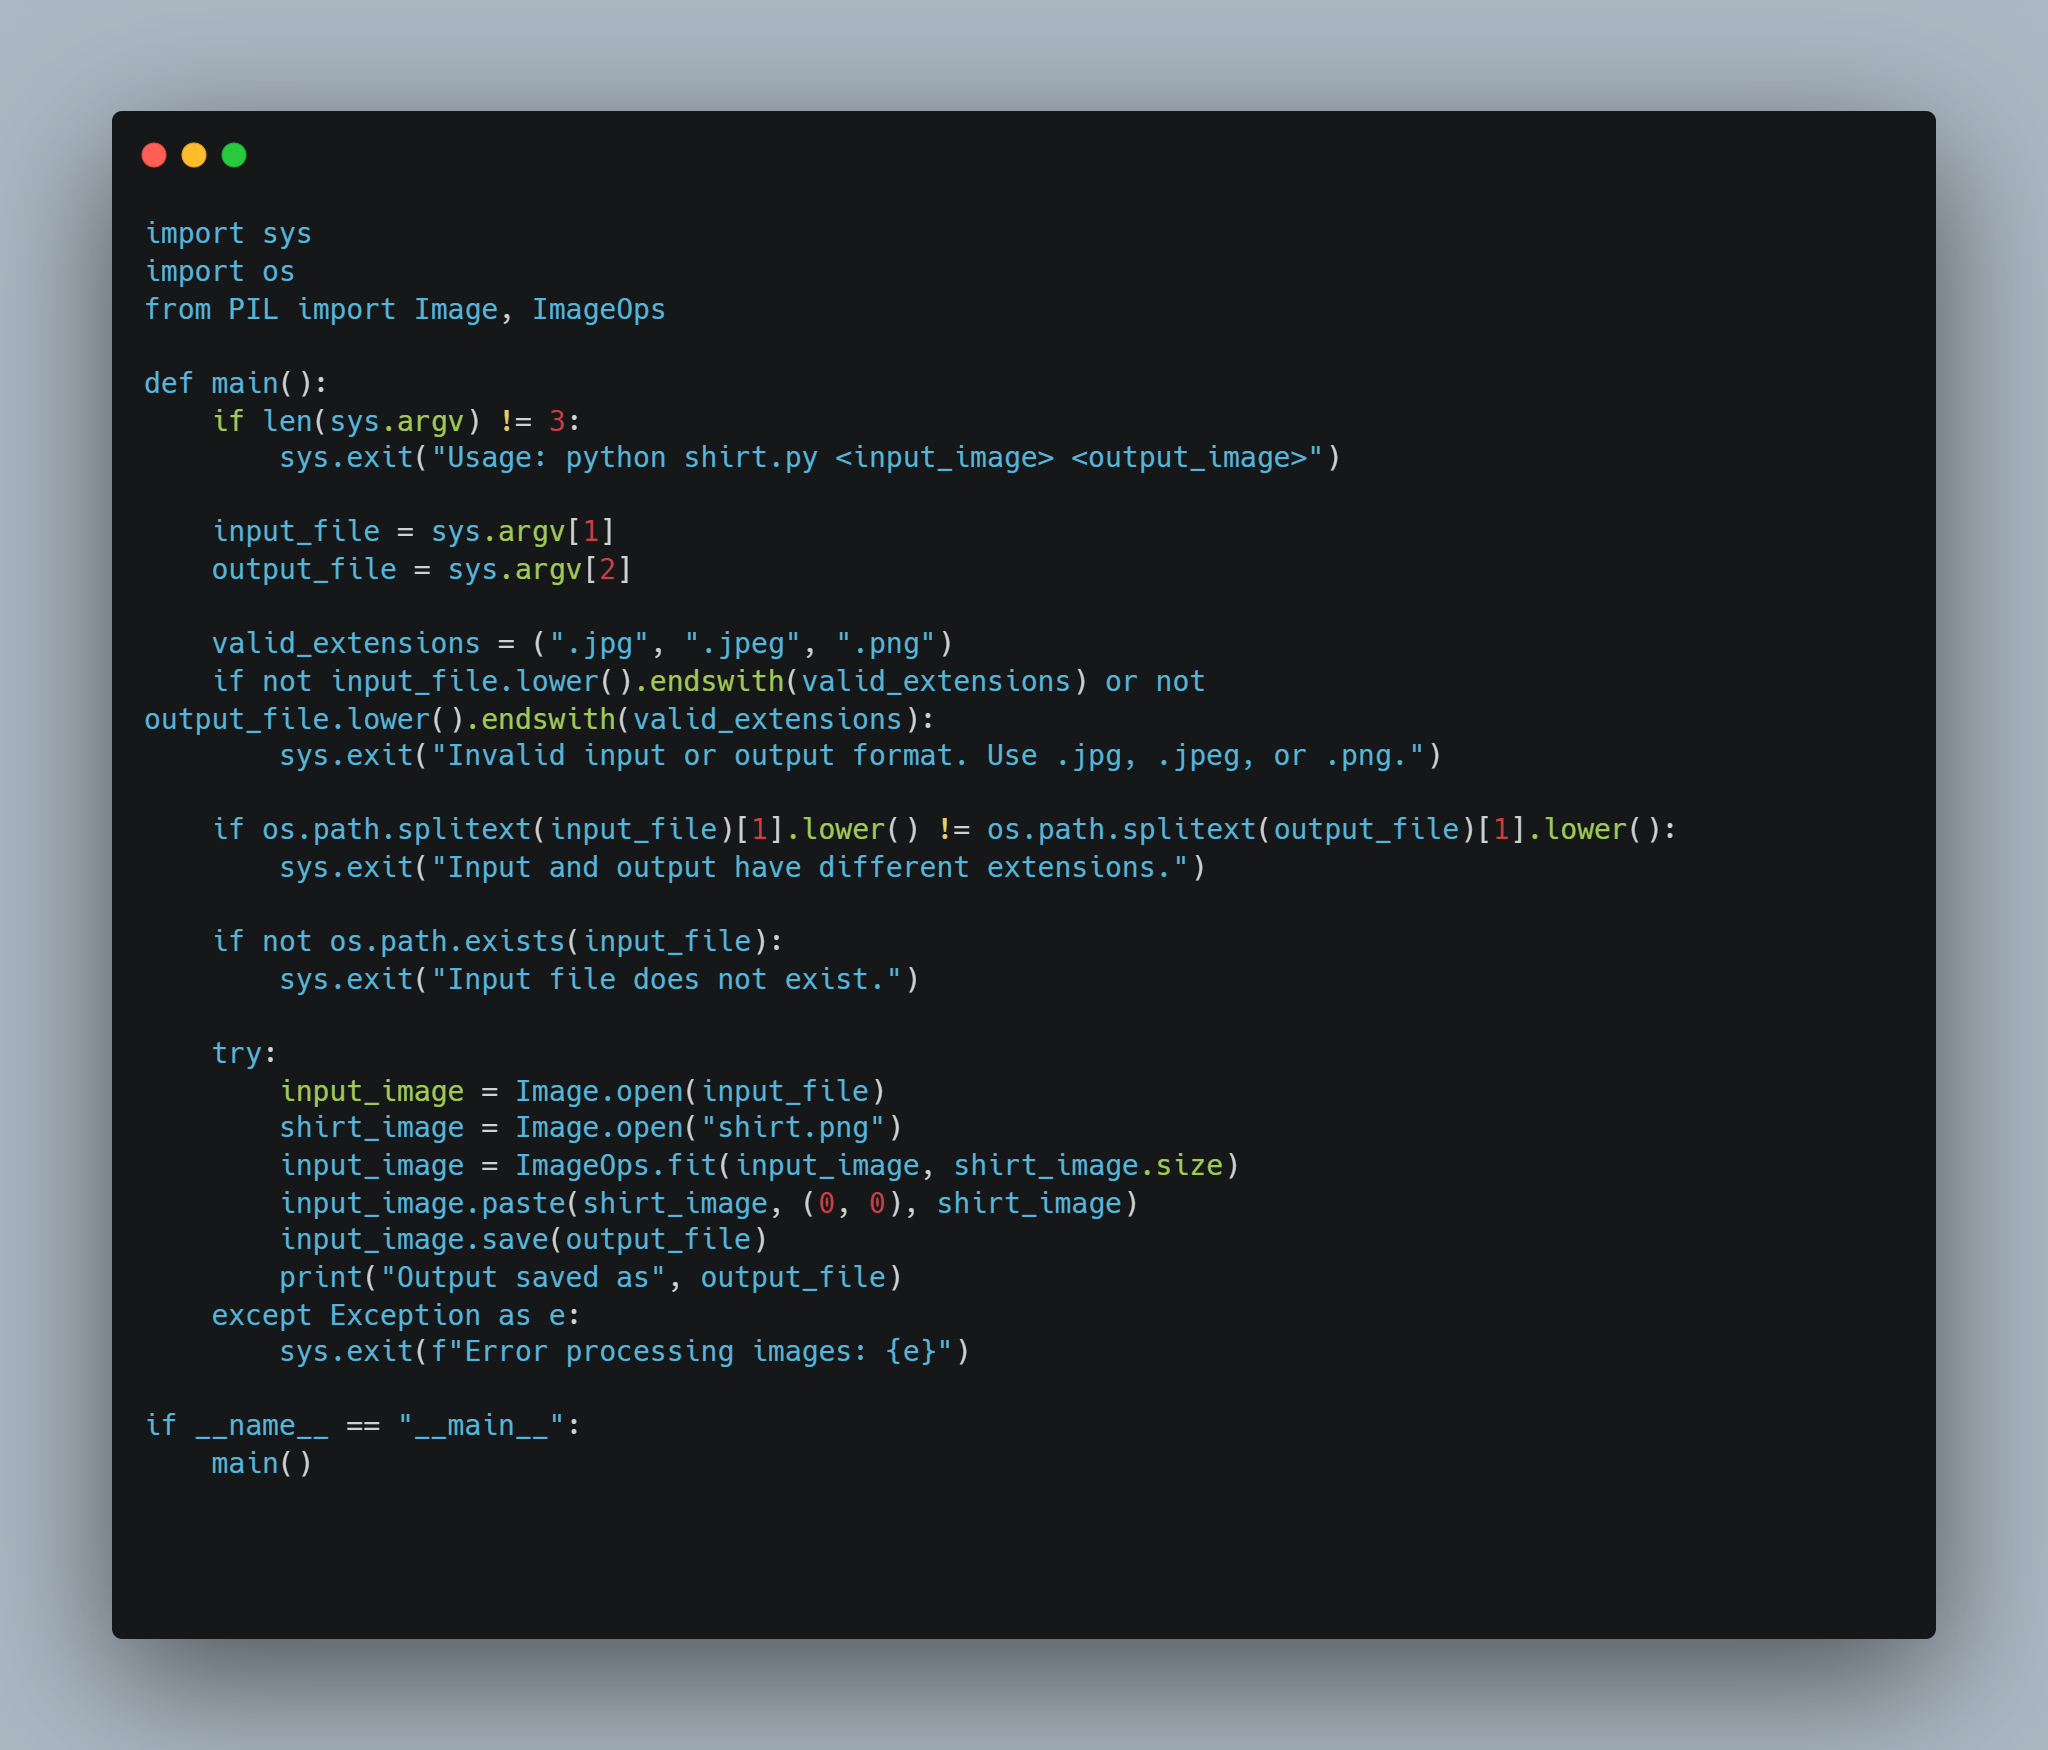 import sys
import os
from PIL import Image, ImageOps

def main():
    if len(sys.argv) != 3:
        sys.exit("Usage: python shirt.py <input_image> <output_image>")

    input_file = sys.argv[1]
    output_file = sys.argv[2]

    valid_extensions = (".jpg", ".jpeg", ".png")
    if not input_file.lower().endswith(valid_extensions) or not
output_file.lower().endswith(valid_extensions):
        sys.exit("Invalid input or output format. Use .jpg, .jpeg, or .png.")

    if os.path.splitext(input_file)[1].lower() != os.path.splitext(output_file)[1].lower():
        sys.exit("Input and output have different extensions.")

    if not os.path.exists(input_file):
        sys.exit("Input file does not exist.")

    try:
        input_image = Image.open(input_file)
        shirt_image = Image.open("shirt.png")
        input_image = ImageOps.fit(input_image, shirt_image.size)
        input_image.paste(shirt_image, (0, 0), shirt_image)
        input_image.save(output_file)
        print("Output saved as", output_file)
    except Exception as e:
        sys.exit(f"Error processing images: {e}")

if __name__ == "__main__":
    main()